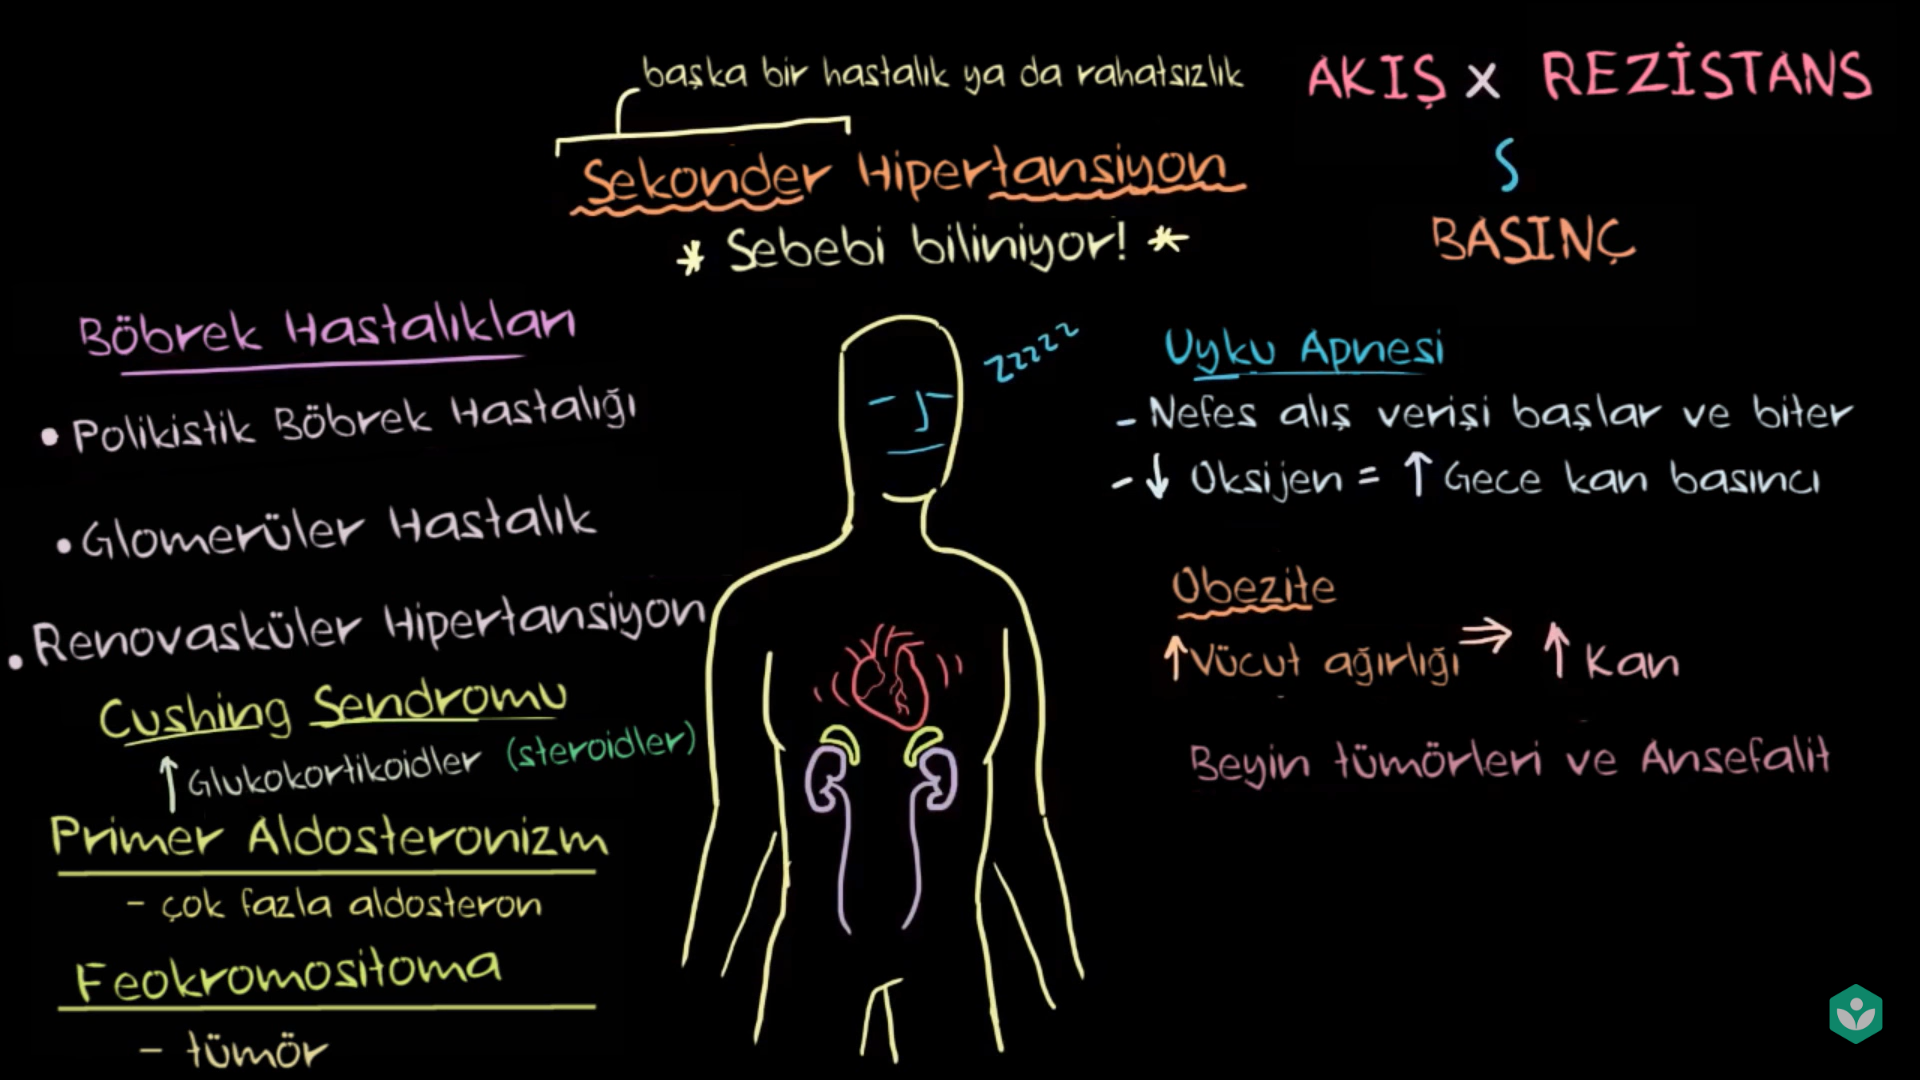 başka bir hastalık ya da rahatsızlık
AKIŞ x REZİSTANS
Sekonder Hipertansiyon
* Sebebi biliniyor! *
BASINÇ
Böbrek Hastalıkları
• Polikistik Böbrek Hastalığı
• Glomerüler Hastalık
• Renovasküler Hipertansiyon
Cushing Sendromu
↑ Glukokortikoidler (steroidler)
Primer Aldosteronizm
- çok fazla aldosteron
Feokromositoma
- tümör
zzzzz
Uyku Apnesi
- Nefes alış verişi başlar ve biter
- ↓ Oksijen = ↑ Gece kan basıncı
Obezite
↑ Vücut ağırlığı ⇒ ↑ Kan
Beyin tümörleri ve Ansefalit